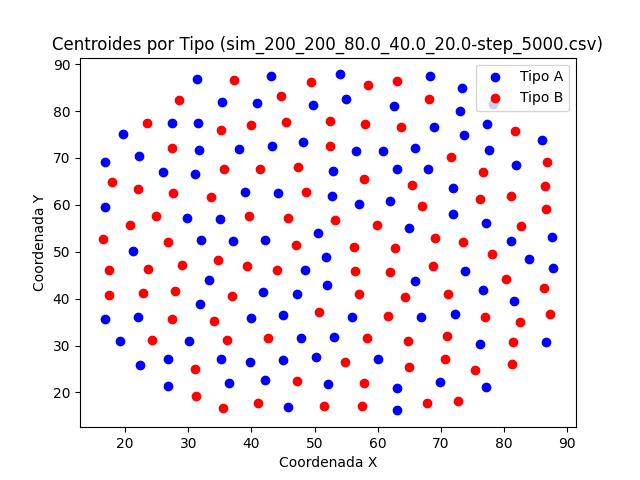 Centroides por Tipo (sim_200_200_80.0_40.0_20.0-step_5000.csv)
Tipo A
Tipo B
Coordenada Y
90
80
70
60
50
40
30
20
20 30 40 50 60 70 80 90
Coordenada X